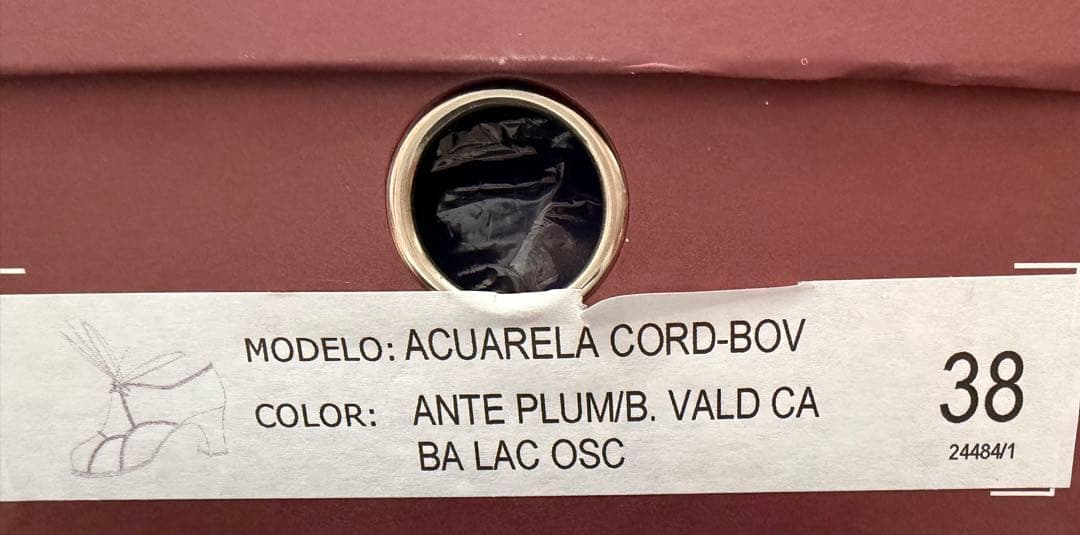 MODELO: ACUARELA CORD-BOV
COLOR: ANTE PLUM/B. VALD CA
BA LAC OSC
38
24484/1